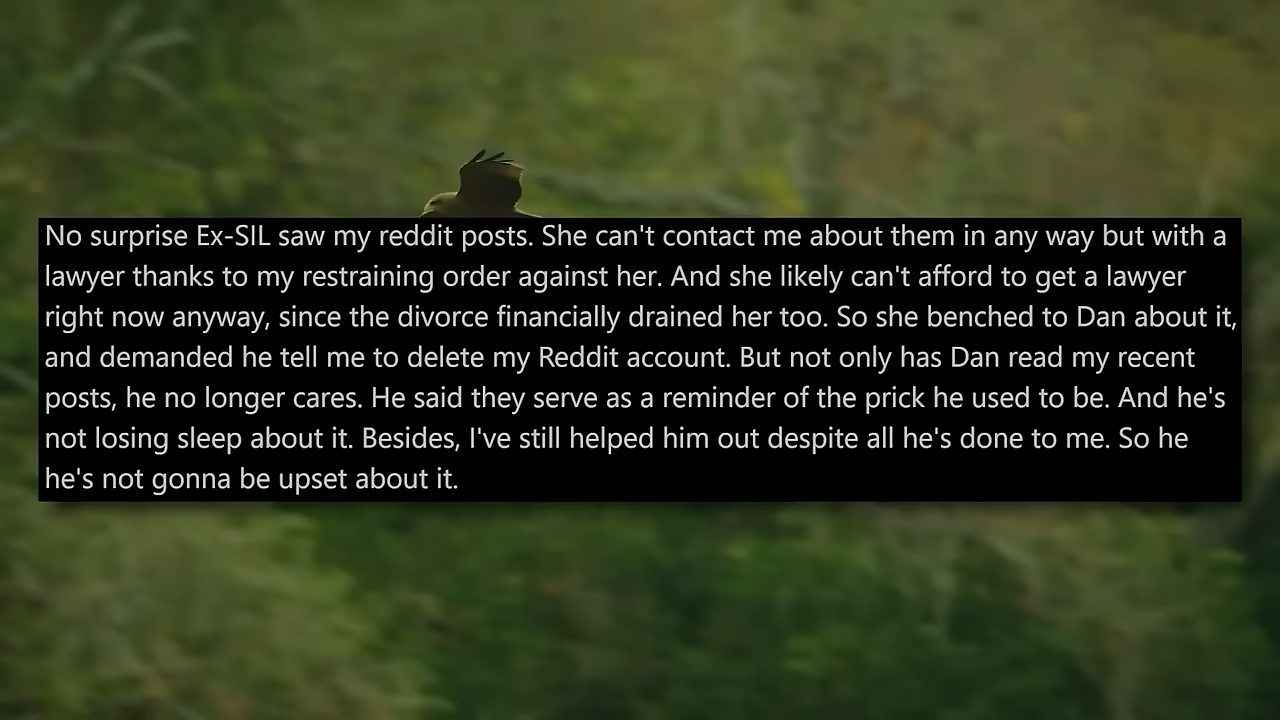 No surprise Ex-SIL saw my reddit posts. She can't contact me about them in any way but with a
lawyer thanks to my restraining order against her. And she likely can't afford to get a lawyer
right now anyway, since the divorce financially drained her too. So she benched to Dan about it,
and demanded he tell me to delete my Reddit account. But not only has Dan read my recent
posts, he no longer cares. He said they serve as a reminder of the prick he used to be. And he's
not losing sleep about it. Besides, I've still helped him out despite all he's done to me. So he
he's not gonna be upset about it.